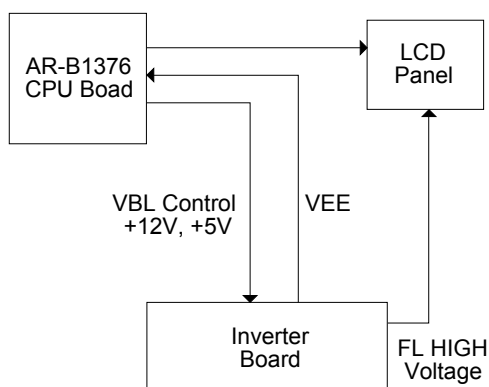 AR-B1376
CPU Boad
LCD
Panel
VBL Control
+12V, +5V
VEE
Inverter
Board
FL HIGH
Voltage